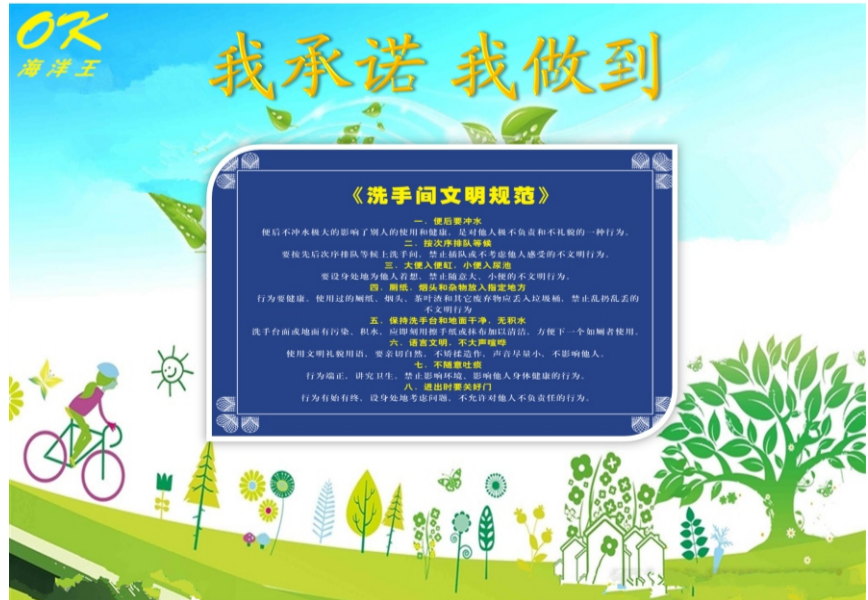 OK
海洋王
我承诺 我做到
《洗手间文明规范》
一．便后要冲水
便后不冲水极大的影响了别人的使用和健康，是对他人极不负责和不礼貌的一种行为。
二．按次序排队等候
要按先后次序排队等候上洗手间，禁止插队或不考虑他人感受的不文明行为。
三．大便入便缸，小便入尿池
要设身处地为他人着想，禁止随意大、小便的不文明行为。
四．厕纸、烟头和杂物放入指定地方
行为要健康，使用过的厕纸、烟头、茶叶渣和其它废弃物应丢入垃圾桶，禁止乱扔乱丢的
不文明行为
五．保持洗手台和地面干净，无积水
洗手台面或地面有污染、积水，应即刻用擦手纸或抹布加以清洁，方便下一个如厕者使用。
六．语言文明，不大声喧哗
使用文明礼貌用语，要亲切自然，不矫揉造作，声音尽量小，不影响他人。
七．不随意吐痰
行为端正，讲究卫生，禁止影响环境、影响他人身体健康的行为。
八．进出时要关好门
行为有始有终，设身处地考虑问题，不允许对他人不负责任的行为。